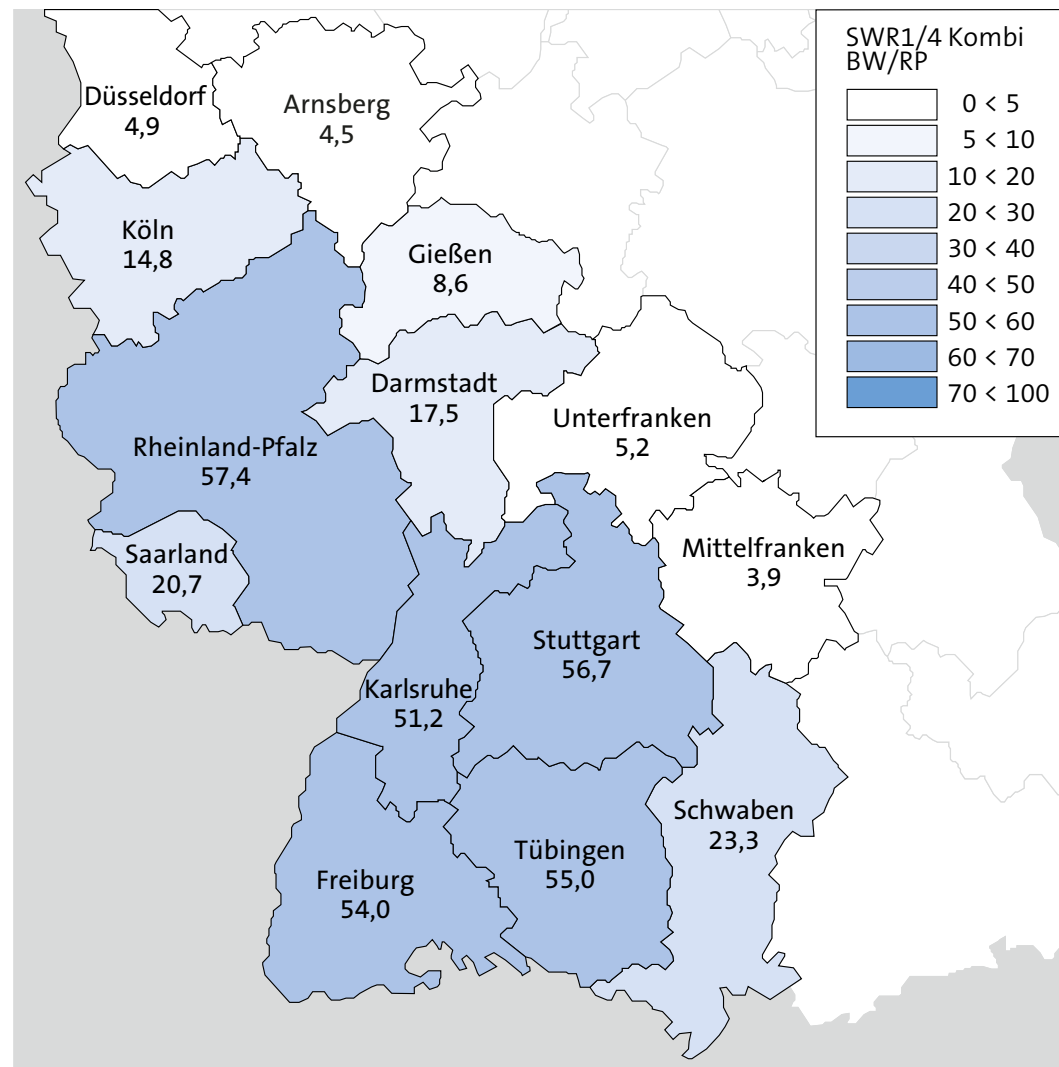 SWR1/4 Kombi
BW/RP
0 < 5
5 < 10
10 < 20
20 < 30
30 < 40
40 < 50
50 < 60
60 < 70
70 < 100
Düsseldorf
4,9
Arnsberg
4,5
Köln
14,8
Gießen
8,6
Darmstadt
17,5
Unterfranken
5,2
Rheinland-Pfalz
57,4
Saarland
20,7
Mittelfranken
3,9
Stuttgart
56,7
Karlsruhe
51,2
Schwaben
23,3
Tübingen
55,0
Freiburg
54,0